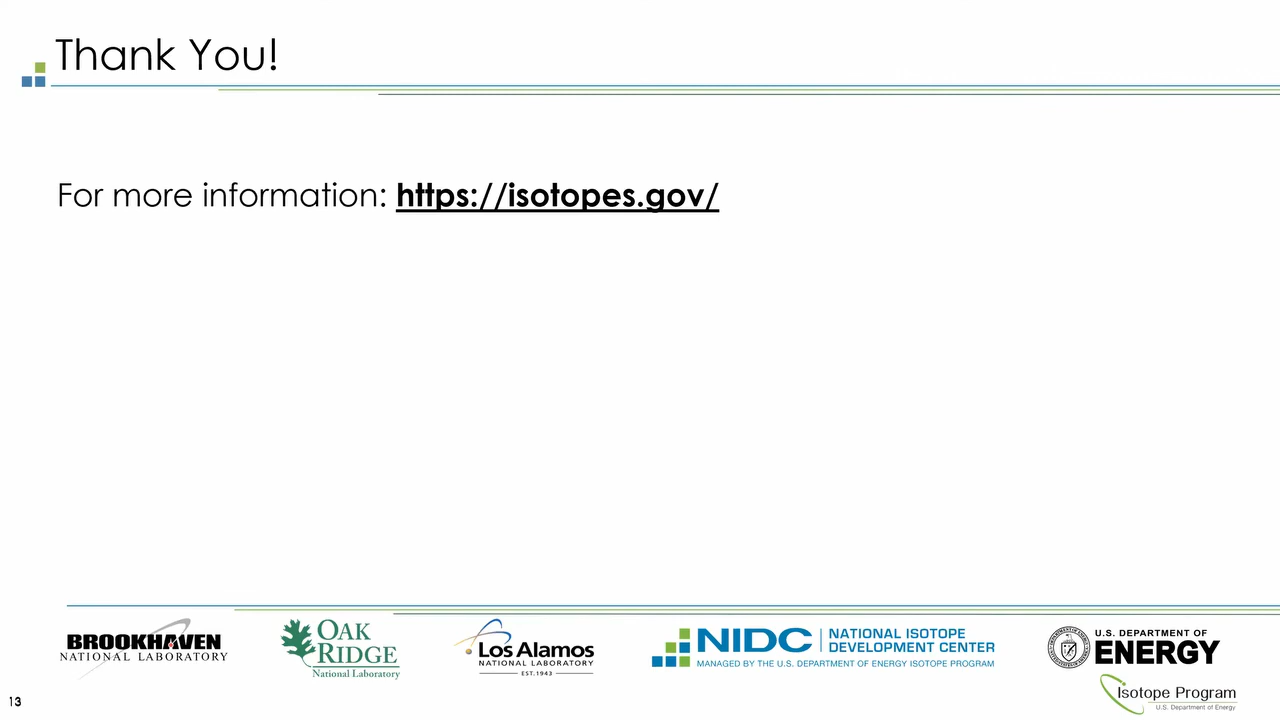 Thank You!
For more information: https://isotopes.gov/
BROOKHAVEN
NATIONAL LABORATORY
OAK
RIDGE
National Laboratory
Los Alamos
NATIONAL LABORATORY
EST.1943
NIDC
NATIONAL ISOTOPE
DEVELOPMENT CENTER
MANAGED BY THE U.S. DEPARTMENT OF ENERGY ISOTOPE PROGRAM
U.S. DEPARTMENT OF
ENERGY
Isotope Program
U.S. Department of Energy
13